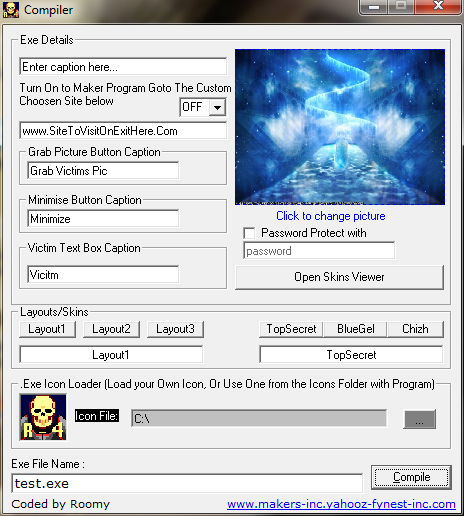 Compiler
Exe Details
Enter caption here...
Turn On to Maker Program Goto The Custom
Choosen Site below
OFF
www.SiteToVisitOnExitHere.Com
Grab Picture Button Caption
Grab Victims Pic
Minimise Button Caption
Minimize
Victim Text Box Caption
Vicitm
Click to change picture
Password Protect with
password
Open Skins Viewer
Layouts/Skins
Layout1 Layout2 Layout3 TopSecret BlueGel Chizh
Layout1 TopSecret
.Exe Icon Loader (Load your Own Icon, Or Use One from the Icons Folder with Program)
R 4
Icon File: C:\ ...
Exe File Name :
test.exe
Compile
Coded by Roomy www.makers-inc.yahooz-fynest-inc.com